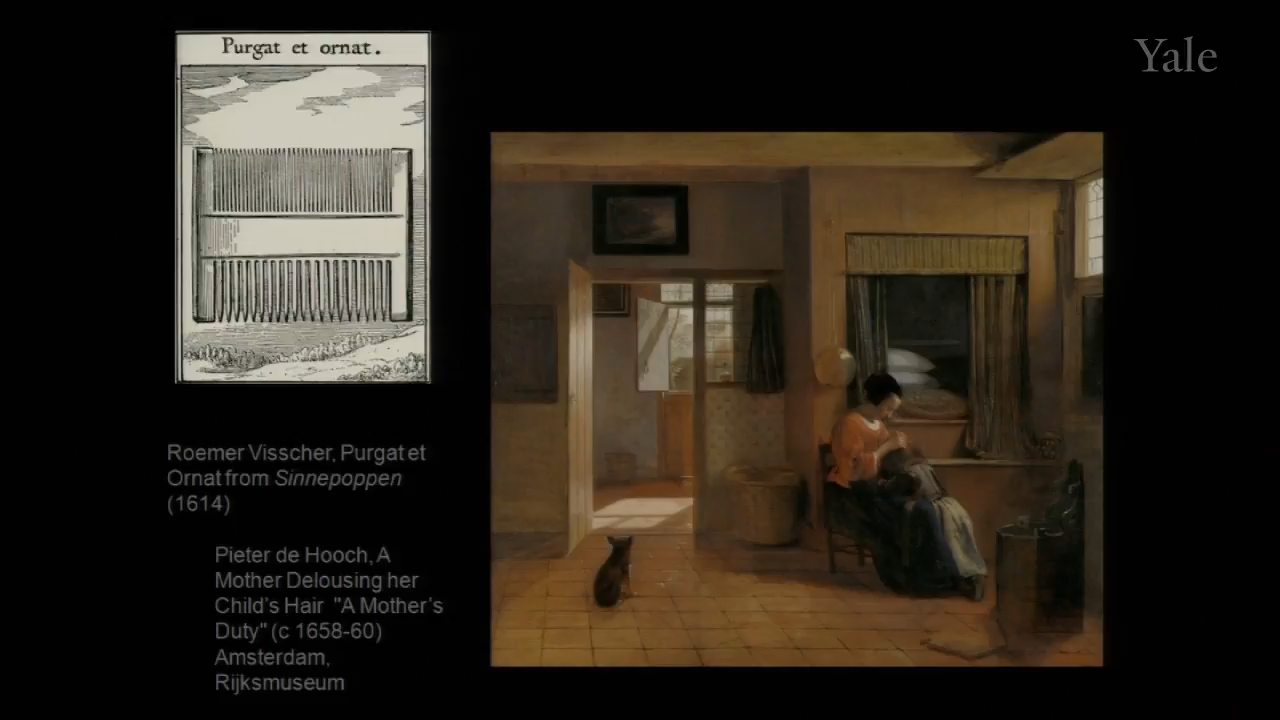 Purgat et ornat.
Yale
Roemer Visscher, Purgat et
Ornat from Sinnepoppen
(1614)
Pieter de Hooch, A
Mother Delousing her
Child's Hair "A Mother's
Duty" (c 1658-60)
Amsterdam,
Rijksmuseum